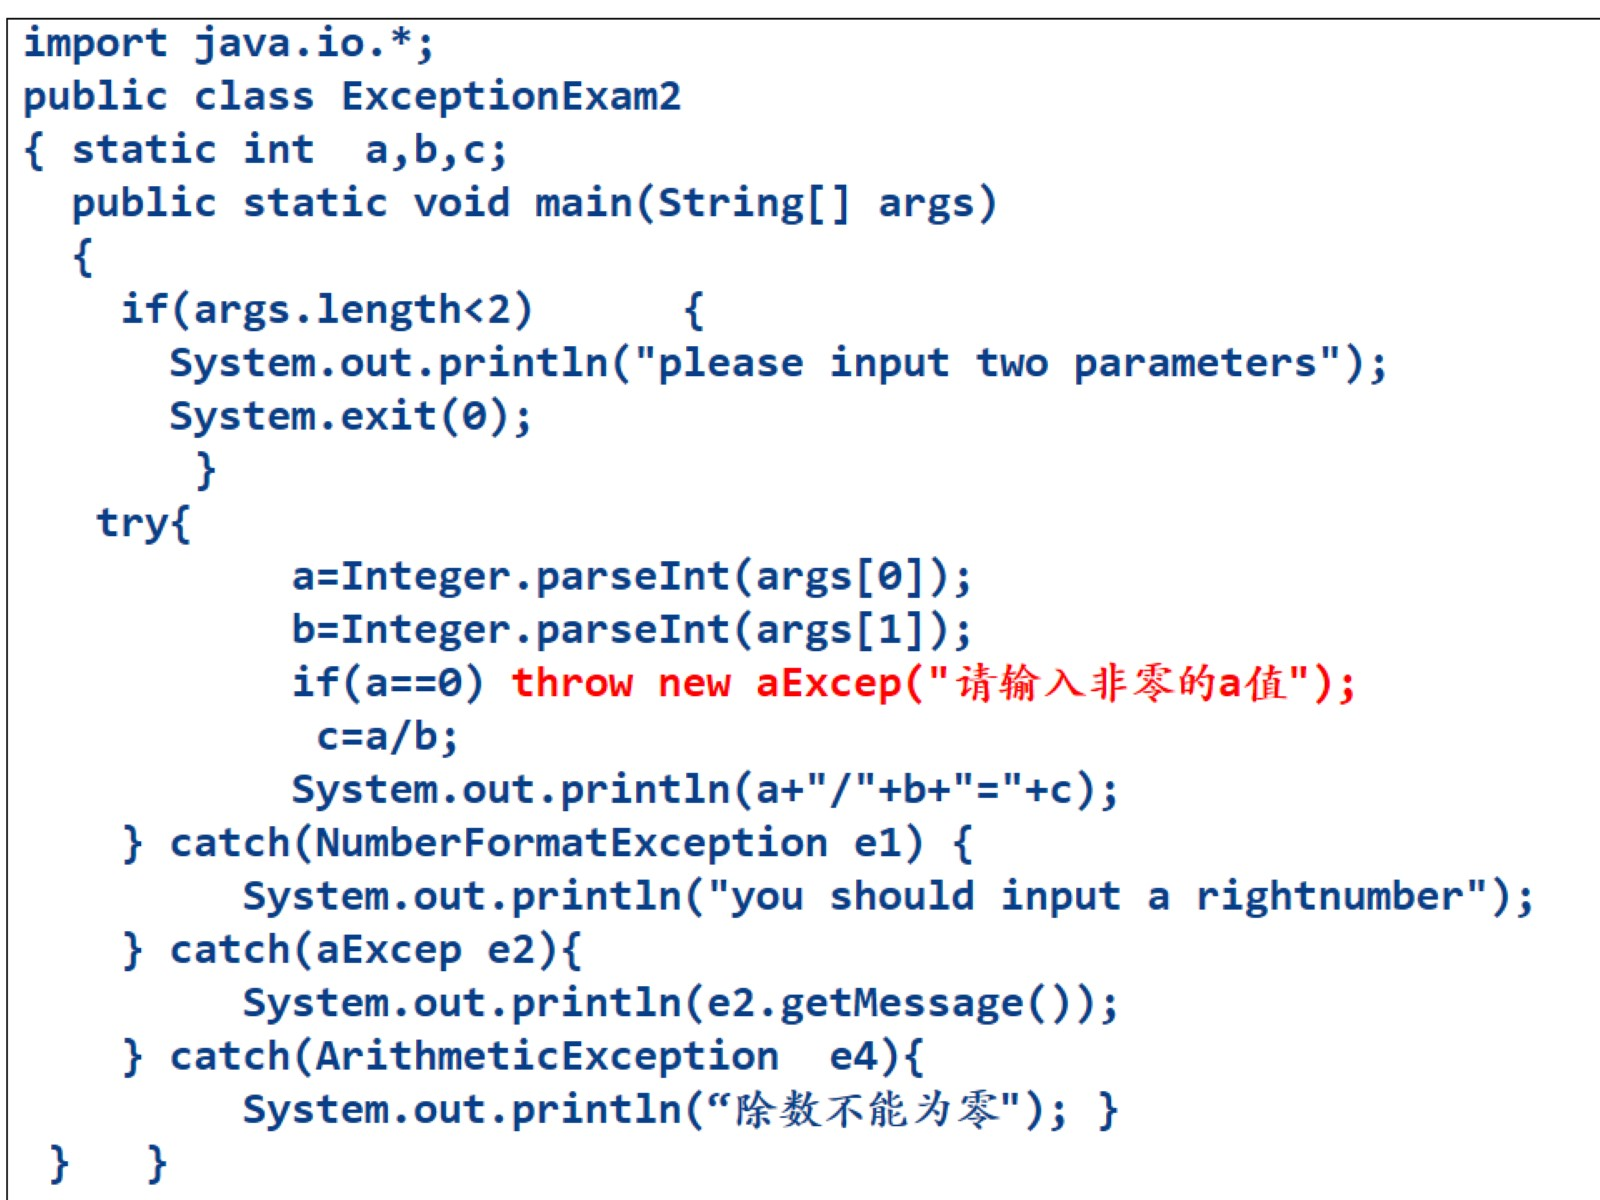 import java.io.*;
public class ExceptionExam2
{ static int  a,b,c;
  public static void main(String[] args)
  {
    if(args.length<2)      {
      System.out.println("please input two parameters");
      System.exit(0);
       }
   try{
           a=Integer.parseInt(args[0]);
           b=Integer.parseInt(args[1]);
           if(a==0) throw new aExcep("请输入非零的a值");
            c=a/b;
           System.out.println(a+"/"+b+"="+c);
    } catch(NumberFormatException e1) {
         System.out.println("you should input a rightnumber");
    } catch(aExcep e2){
         System.out.println(e2.getMessage());
    } catch(ArithmeticException  e4){
         System.out.println(“除数不能为零"); }
 }   }